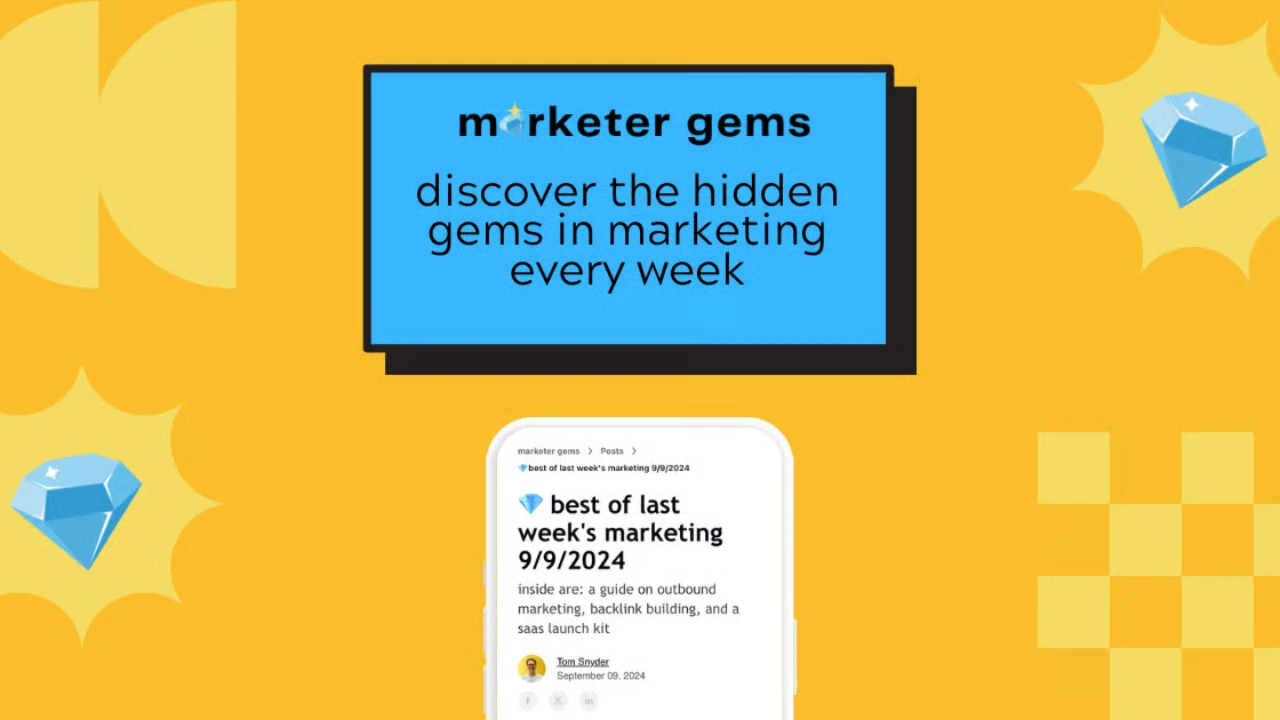 marketer gems
discover the hidden
gems in marketing
every week
marketer gems > Posts >
💎best of last week's marketing 9/9/2024
💎 best of last
week's marketing
9/9/2024
inside are: a guide on outbound
marketing, backlink building, and a
saas launch kit
Tom Snyder
September 09, 2024
f X in